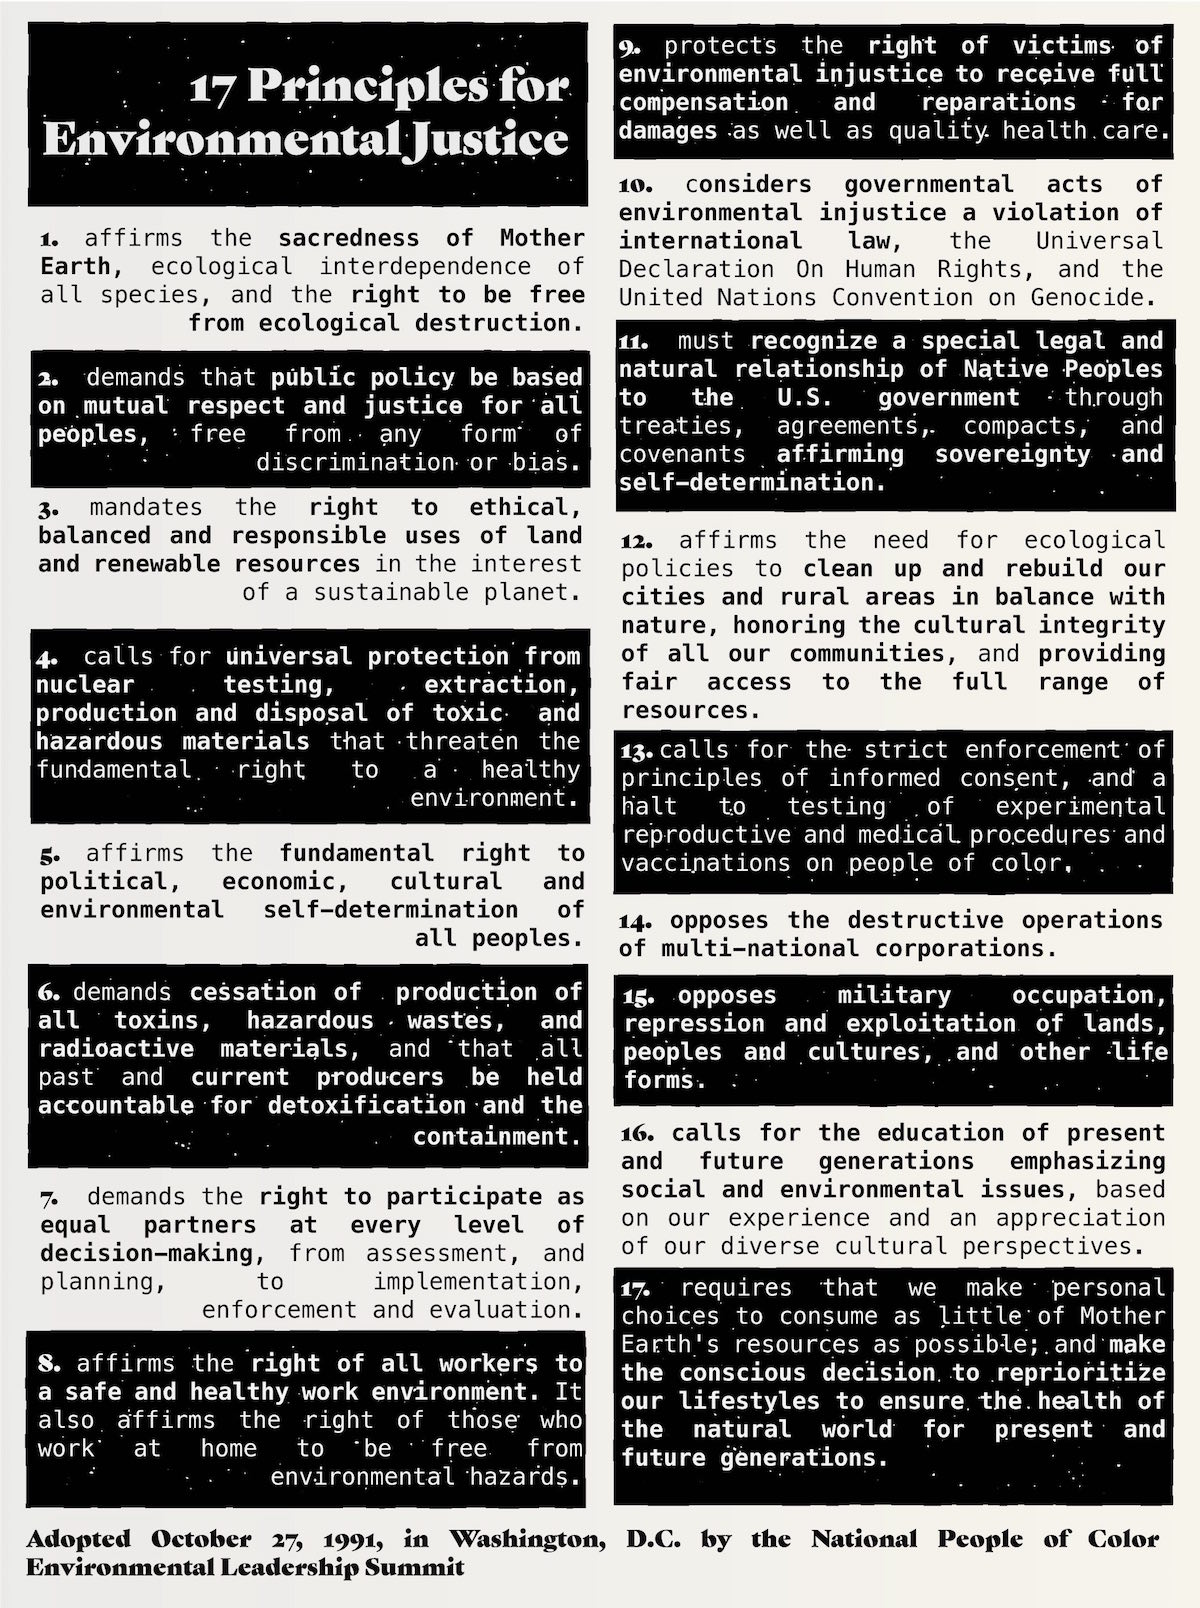 17 Principles for
Environmental Justice
1. affirms the sacredness of Mother
Earth, ecological interdependence of
all species, and the right to be free
from ecological destruction.
2. demands that public policy be based
on mutual respect and justice for all
peoples, free from any form of
discrimination or bias.
3. mandates the right to ethical,
balanced and responsible uses of land
and renewable resources in the interest
of a sustainable planet.
4. calls for universal protection from
nuclear testing, extraction,
production and disposal of toxic and
hazardous materials that threaten the
fundamental right to a healthy
environment.
5. affirms the fundamental right to
political, economic, cultural and
environmental self-determination of
all peoples.
6. demands cessation of production of
all toxins, hazardous wastes, and
radioactive materials, and that all
past and current producers be held
accountable for detoxification and the
containment.
7. demands the right to participate as
equal partners at every level of
decision-making, from assessment, and
planning, to implementation,
enforcement and evaluation.
8. affirms the right of all workers to
a safe and healthy work environment. It
also affirms the right of those who
work at home to be free from
environmental hazards.
9. protects the right of victims of
environmental injustice to receive full
compensation and reparations for
damages as well as quality health care.
10. considers governmental acts of
environmental injustice a violation of
international law, the Universal
Declaration On Human Rights, and the
United Nations Convention on Genocide.
11. must recognize a special legal and
natural relationship of Native Peoples
to the U.S. government through
treaties, agreements, compacts, and
covenants affirming sovereignty and
self-determination.
12. affirms the need for ecological
policies to clean up and rebuild our
cities and rural areas in balance with
nature, honoring the cultural integrity
of all our communities, and providing
fair access to the full range of
resources.
13. calls for the strict enforcement of
principles of informed consent, and a
halt to testing of experimental
reproductive and medical procedures and
vaccinations on people of color.
14. opposes the destructive operations
of multi-national corporations.
15. opposes military occupation,
repression and exploitation of lands,
peoples and cultures, and other life
forms.
16. calls for the education of present
and future generations emphasizing
social and environmental issues, based
on our experience and an appreciation
of our diverse cultural perspectives.
17. requires that we make personal
choices to consume as little of Mother
Earth's resources as possible; and make
the conscious decision to reprioritize
our lifestyles to ensure the health of
the natural world for present and
future generations.
Adopted October 27, 1991, in Washington, D.C. by the National People of Color
Environmental Leadership Summit